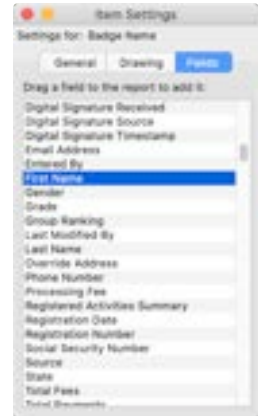 Item Settings
Settings for: Badge Name
General Drawing Fields
Drag a field to the report to add it.
Digital Signature Received
Digital Signature Source
Digital Signature Timestamp
Email Address
Entered By
First Name
Gender
Grade
Group Ranking
Last Modified By
Last Name
Override Address
Phone Number
Processing Fee
Registered Activities Summary
Registration Date
Registration Number
Social Security Number
Source
State
Total Fees
Total Payments